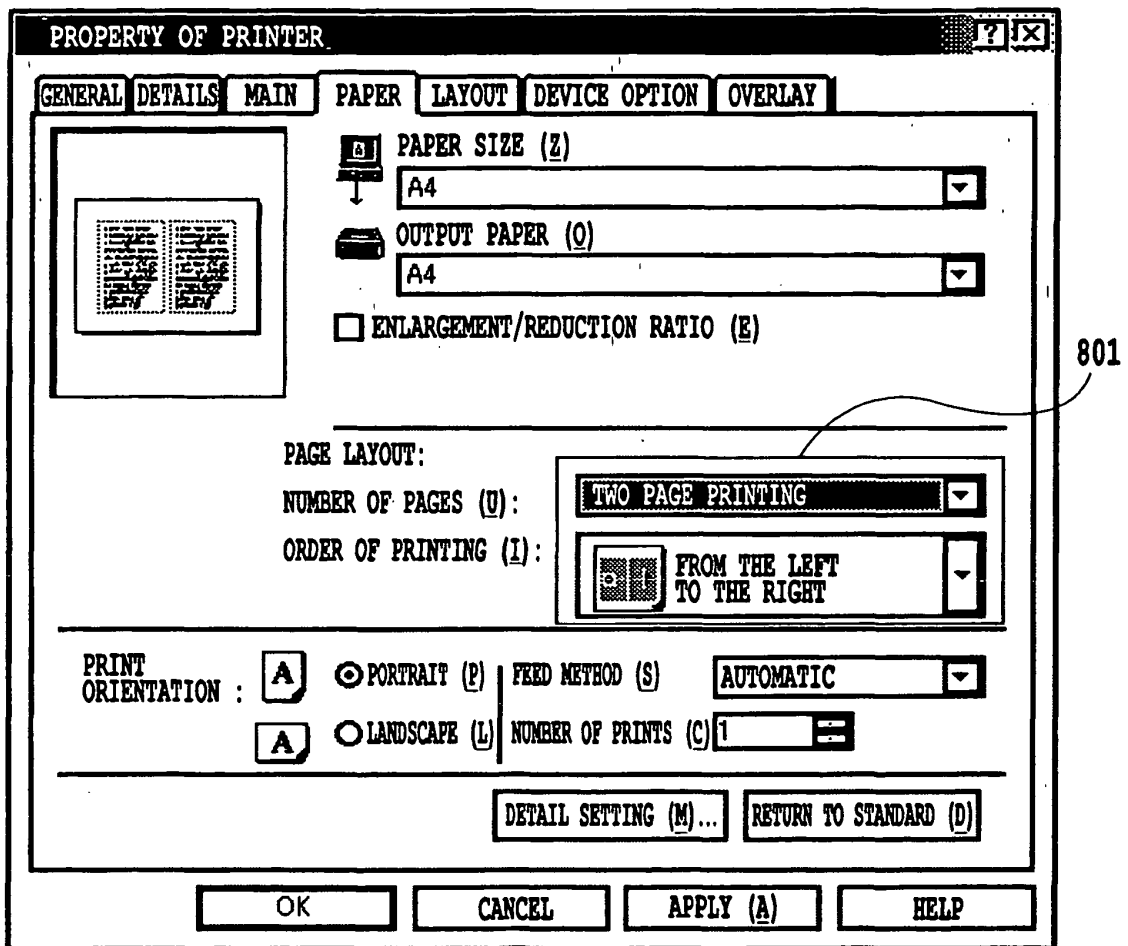 PROPERTY OF PRINTER
? X
GENERAL DETAILS MAIN PAPER LAYOUT DEVICE OPTION OVERLAY
PAPER SIZE (Z)
A4
OUTPUT PAPER (O)
A4
ENLARGEMENT/REDUCTION RATIO (E)
801
PAGE LAYOUT:
NUMBER OF PAGES (U): TWO PAGE PRINTING
ORDER OF PRINTING (I): FROM THE LEFT
TO THE RIGHT
PRINT
ORIENTATION :
A PORTRAIT (P)
A LANDSCAPE (L)
FEED METHOD (S) AUTOMATIC
NUMBER OF PRINTS (C) 1
DETAIL SETTING (M)... RETURN TO STANDARD (D)
OK CANCEL APPLY (A) HELP